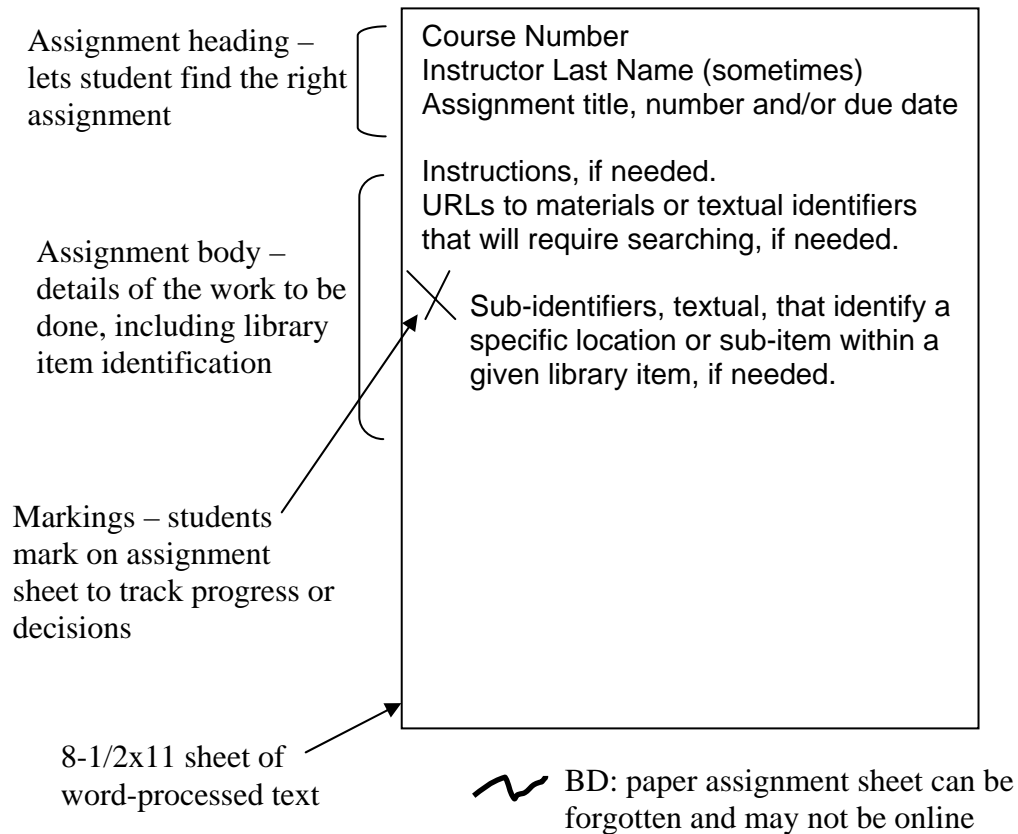 Assignment heading –
lets student find the right
assignment
Course Number
Instructor Last Name (sometimes)
Assignment title, number and/or due date
Instructions, if needed.
URLs to materials or textual identifiers
that will require searching, if needed.
Assignment body –
details of the work to be
done, including library
item identification
Sub-identifiers, textual, that identify a
specific location or sub-item within a
given library item, if needed.
Markings – students
mark on assignment
sheet to track progress or
decisions
8-1/2x11 sheet of
word-processed text
BD: paper assignment sheet can be
forgotten and may not be online